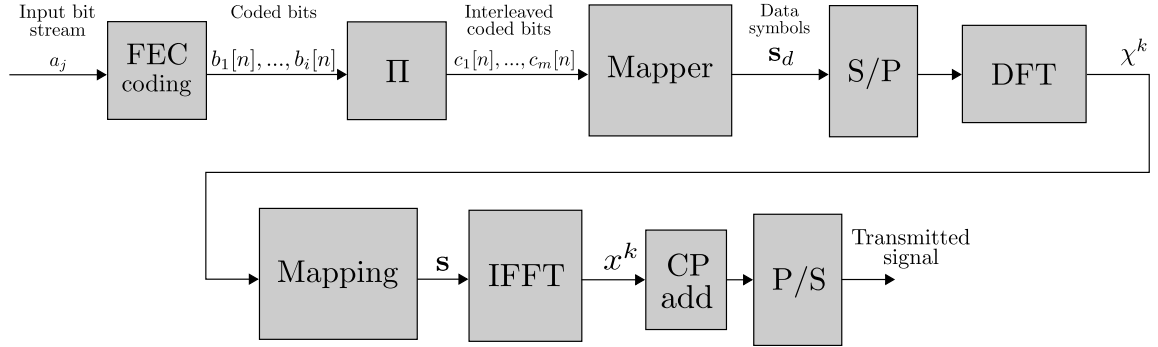 Input bit
stream
a_j
FEC
coding
Coded bits
b_1[n],...,b_i[n]
Π
Interleaved
coded bits
c_1[n],...,c_m[n]
Mapper
Data
symbols
s_d
S/P
DFT
χ^k
Mapping
s
IFFT
x^k
CP
add
P/S
Transmitted
signal